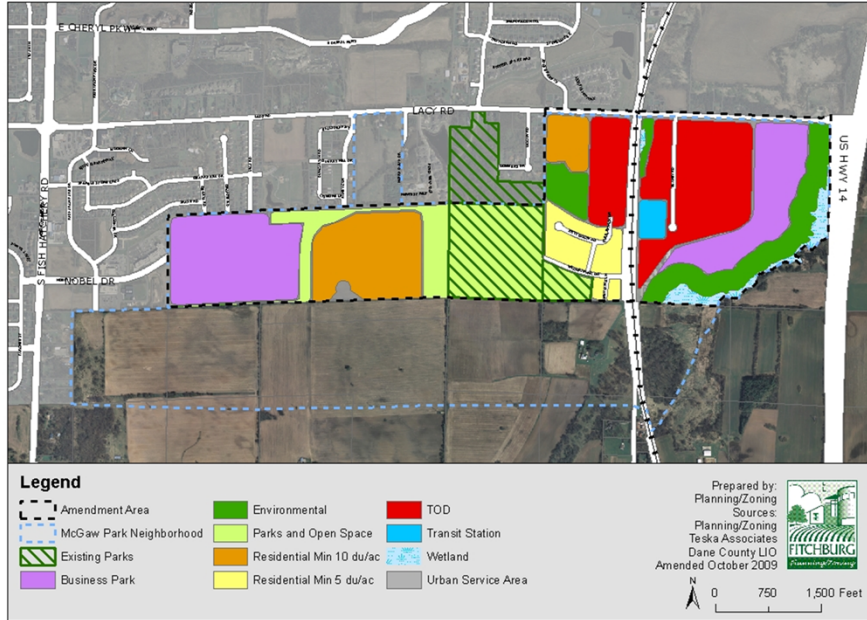 E CHERYL PKWY
LACY RD
S FISH HATCHERY RD
US HWY 14
NOBEL DR
Legend
Amendment Area
McGaw Park Neighborhood
Existing Parks
Business Park
Environmental
Parks and Open Space
Residential Min 10 du/ac
Residential Min 5 du/ac
TOD
Transit Station
Wetland
Urban Service Area
Prepared by:
Planning/Zoning
Sources:
Planning/Zoning
Teska Associates
Dane County LIO
Amended October 2009
FITCHBURG
Planning/Zoning
N
0 750 1,500 Feet